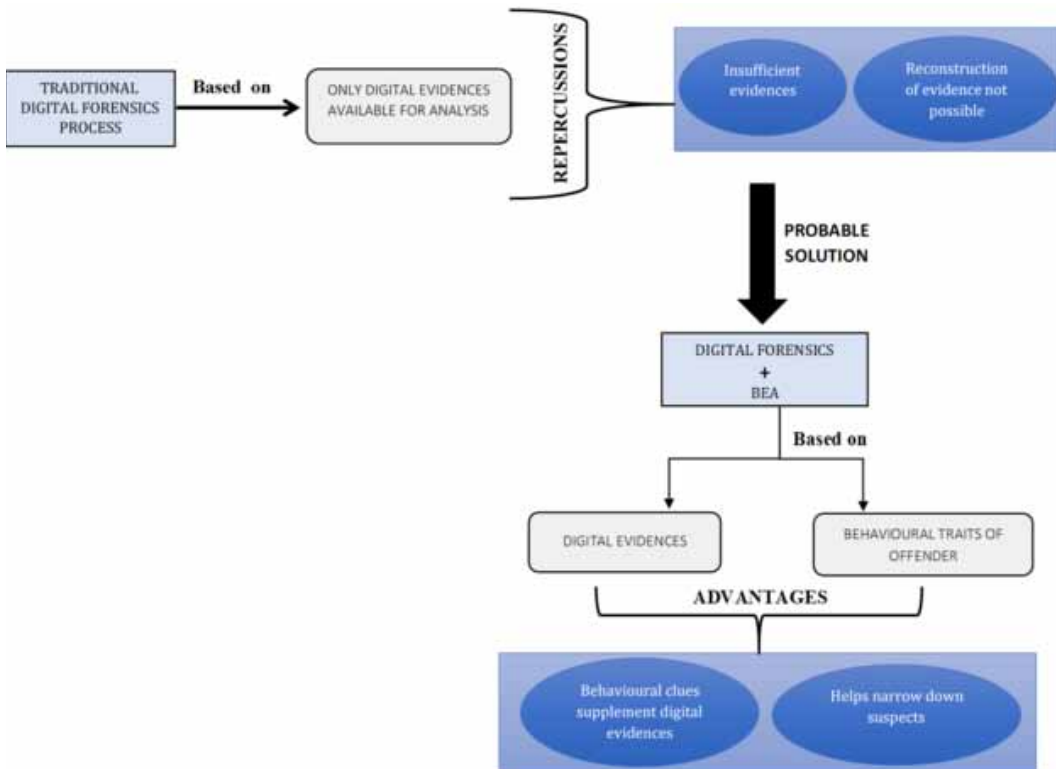 TRADITIONAL
DIGITAL FORENSICS
PROCESS
Based on
ONLY DIGITAL EVIDENCES
AVAILABLE FOR ANALYSIS
REPERCUSSIONS
Insufficient
evidences
Reconstruction
of evidence not
possible
PROBABLE
SOLUTION
DIGITAL FORENSICS
+
BEA
Based on
DIGITAL EVIDENCES
BEHAVIOURAL TRAITS OF
OFFENDER
ADVANTAGES
Behavioural clues
supplement digital
evidences
Helps narrow down
suspects